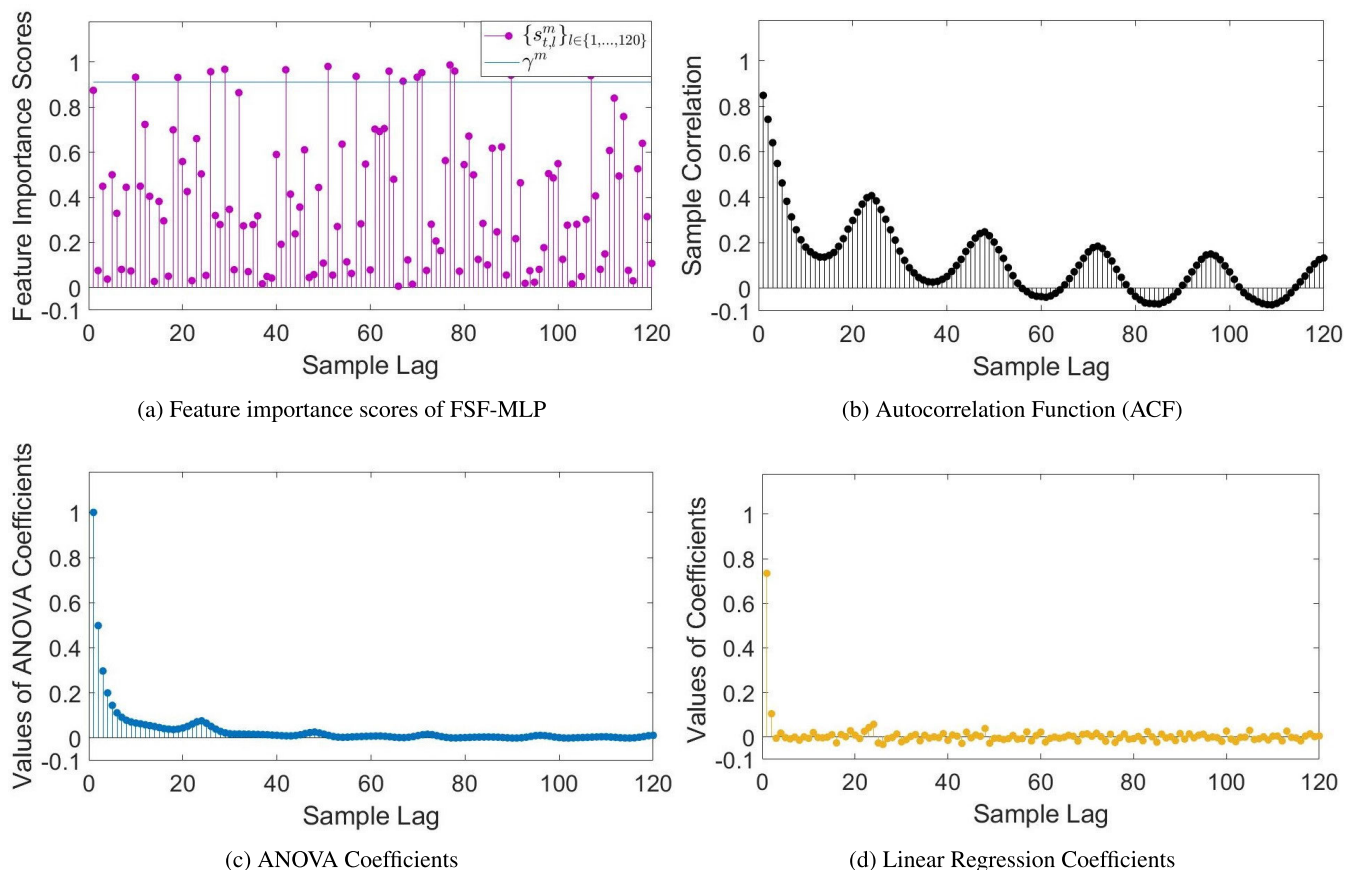 Feature Importance Scores
1
0.8
0.6
0.4
0.2
0
-0.1
{s^m_{t,l}}_{l∈{1,...,120}}
γ^m
0 20 40 60 80 100 120
Sample Lag
(a) Feature importance scores of FSF-MLP
Sample Correlation
1
0.8
0.6
0.4
0.2
0
-0.1
0 20 40 60 80 100 120
Sample Lag
(b) Autocorrelation Function (ACF)
Values of ANOVA Coefficients
1
0.8
0.6
0.4
0.2
0
-0.1
0 20 40 60 80 100 120
Sample Lag
(c) ANOVA Coefficients
Values of Coefficients
1
0.8
0.6
0.4
0.2
0
-0.1
0 20 40 60 80 100 120
Sample Lag
(d) Linear Regression Coefficients